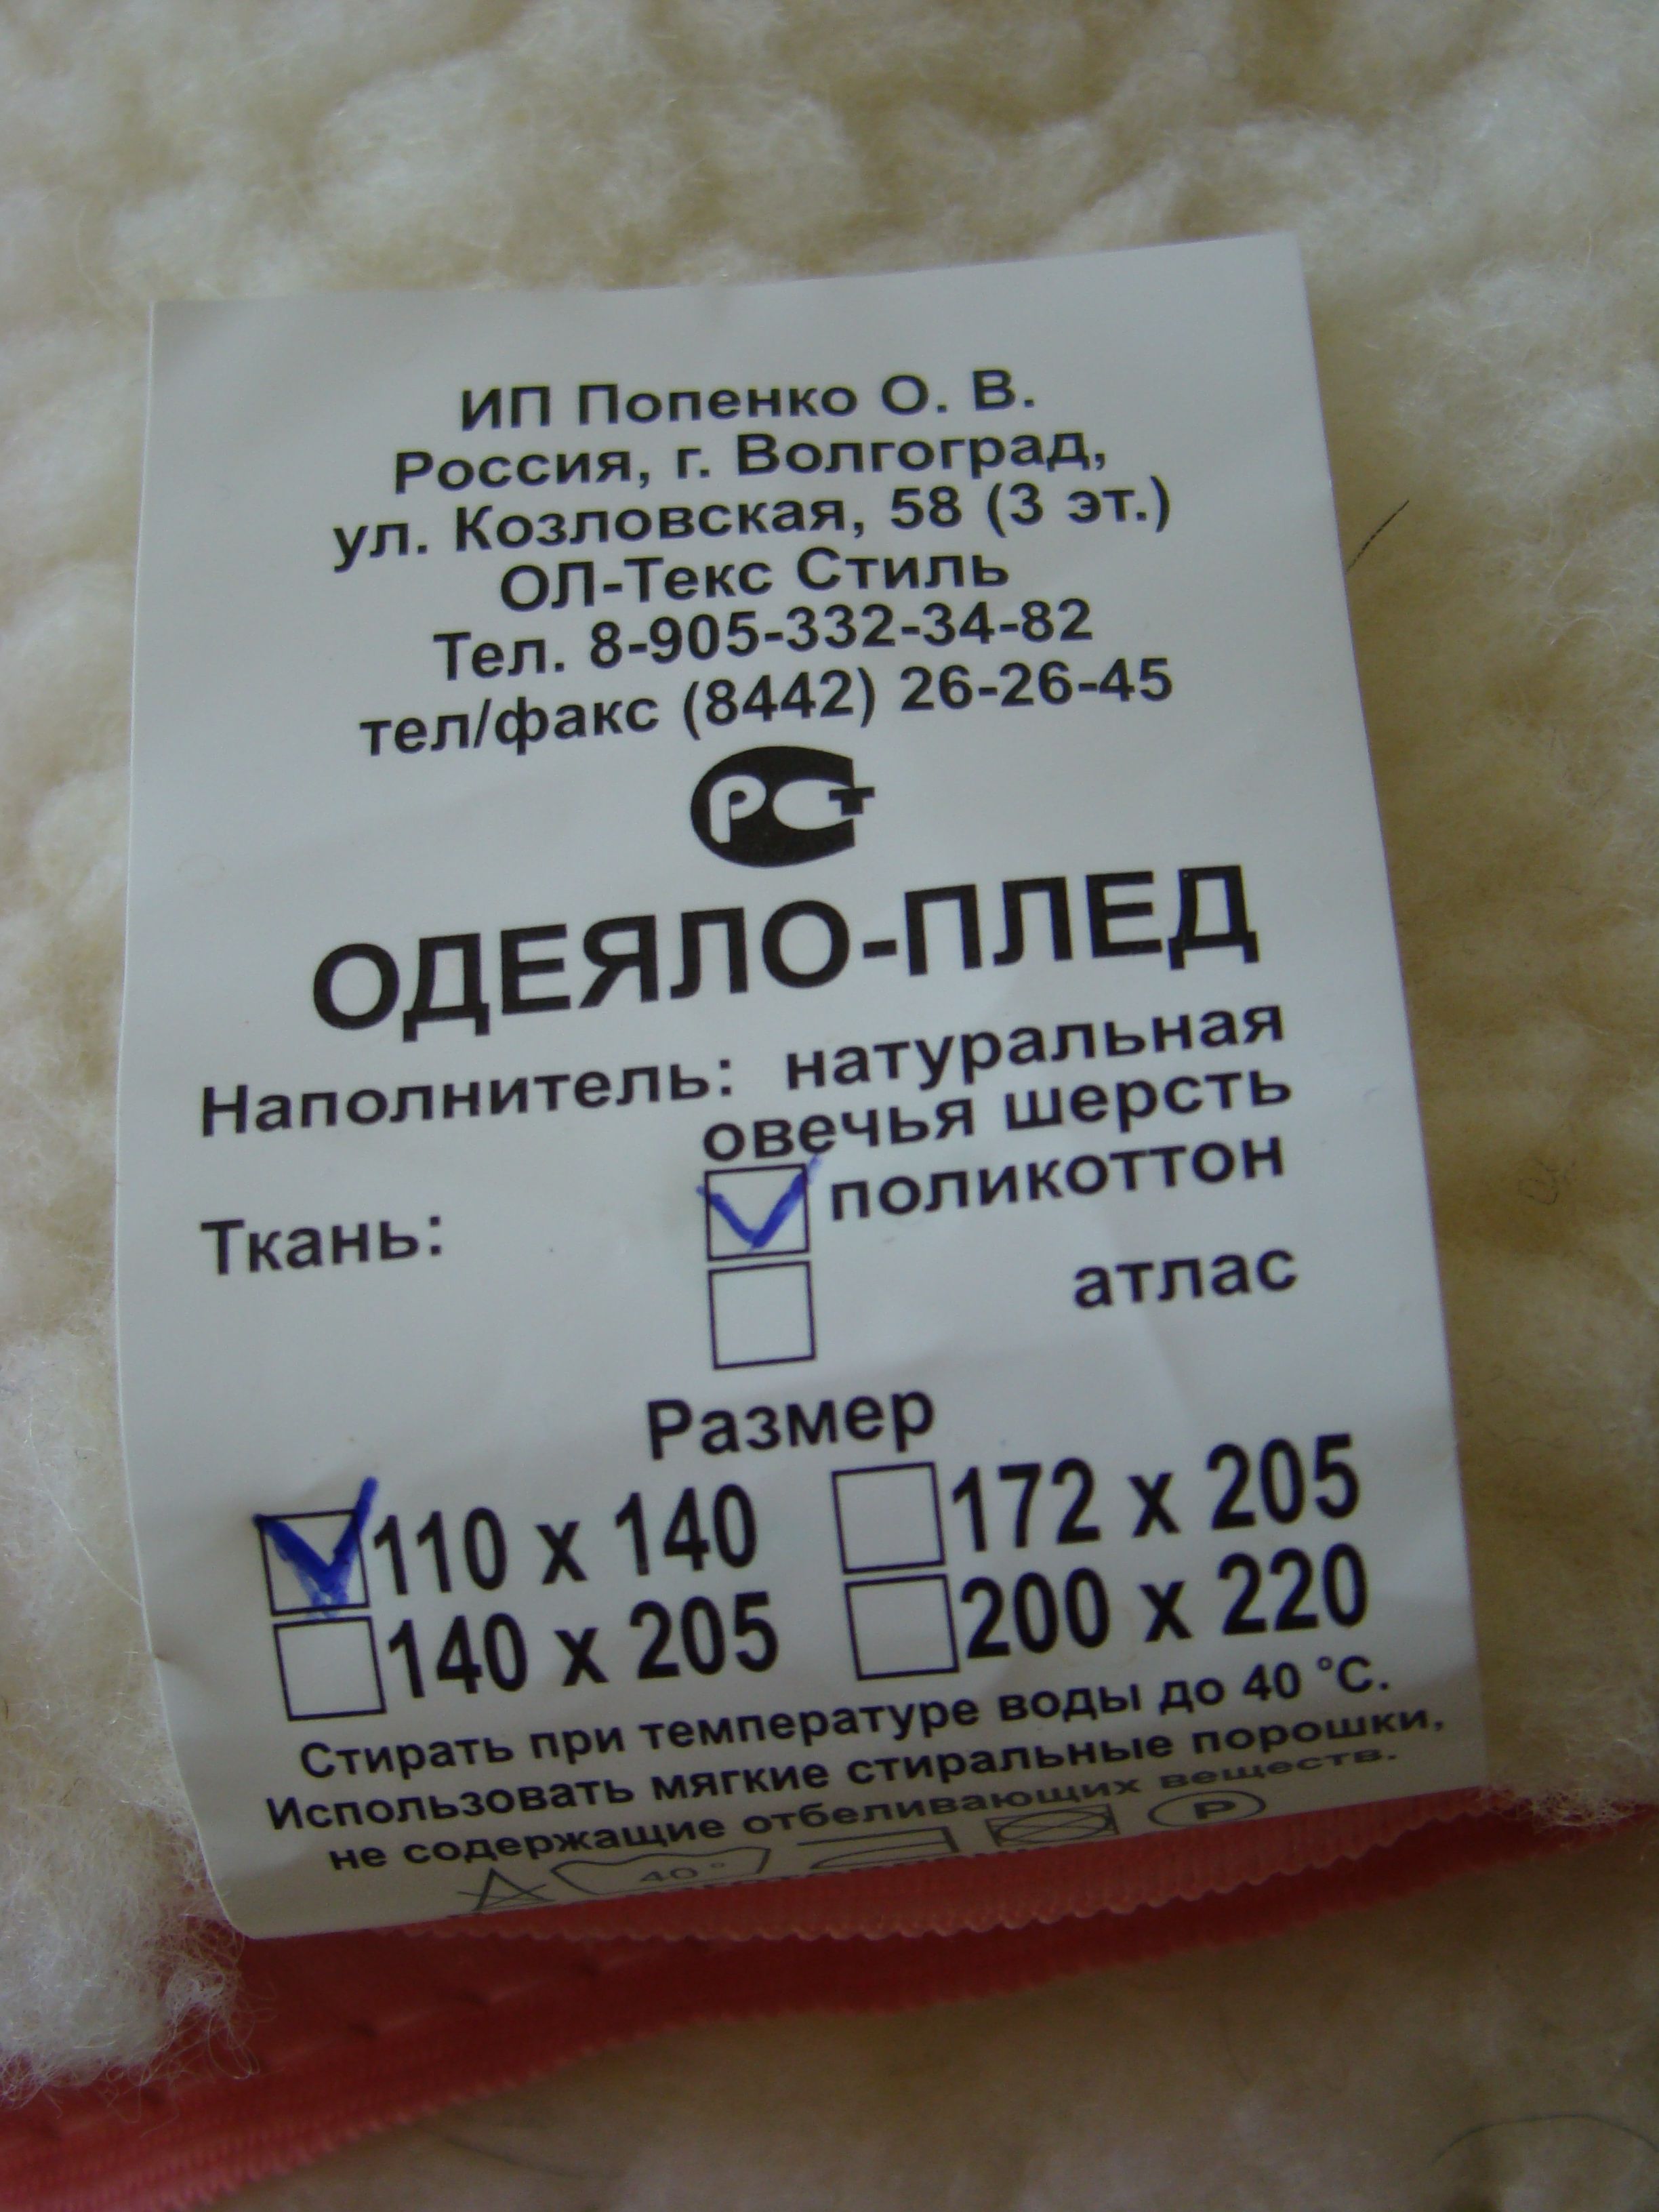 ИП Попенко О. В.
Россия, г. Волгоград,
ул. Козловская, 58 (3 эт.)
ОЛ-Текс Стиль
Тел. 8-905-332-34-82
тел/факс (8442) 26-26-45
РСТ
ОДЕЯЛО-ПЛЕД
Наполнитель: натуральная
овечья шерсть
Ткань: поликоттон
атлас
Размер
110 x 140 172 x 205
140 x 205 200 x 220
Стирать при температуре воды до 40 °С.
Использовать мягкие стиральные порошки,
не содержащие отбеливающих веществ.
40 ° P